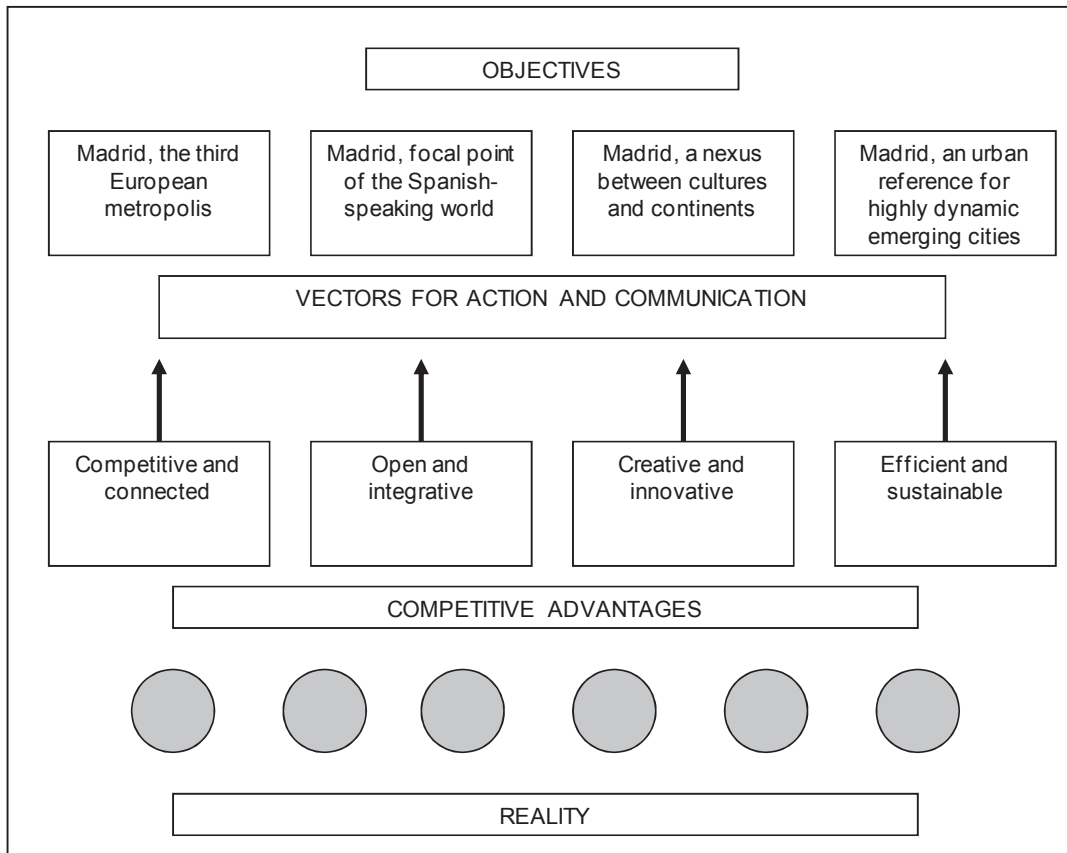 OBJECTIVES
Madrid, the third
European
metropolis
Madrid, focal point
of the Spanish-
speaking world
Madrid, a nexus
between cultures
and continents
Madrid, an urban
reference for
highly dynamic
emerging cities
VECTORS FOR ACTION AND COMMUNICATION
Competitive and
connected
Open and
integrative
Creative and
innovative
Efficient and
sustainable
COMPETITIVE ADVANTAGES
REALITY